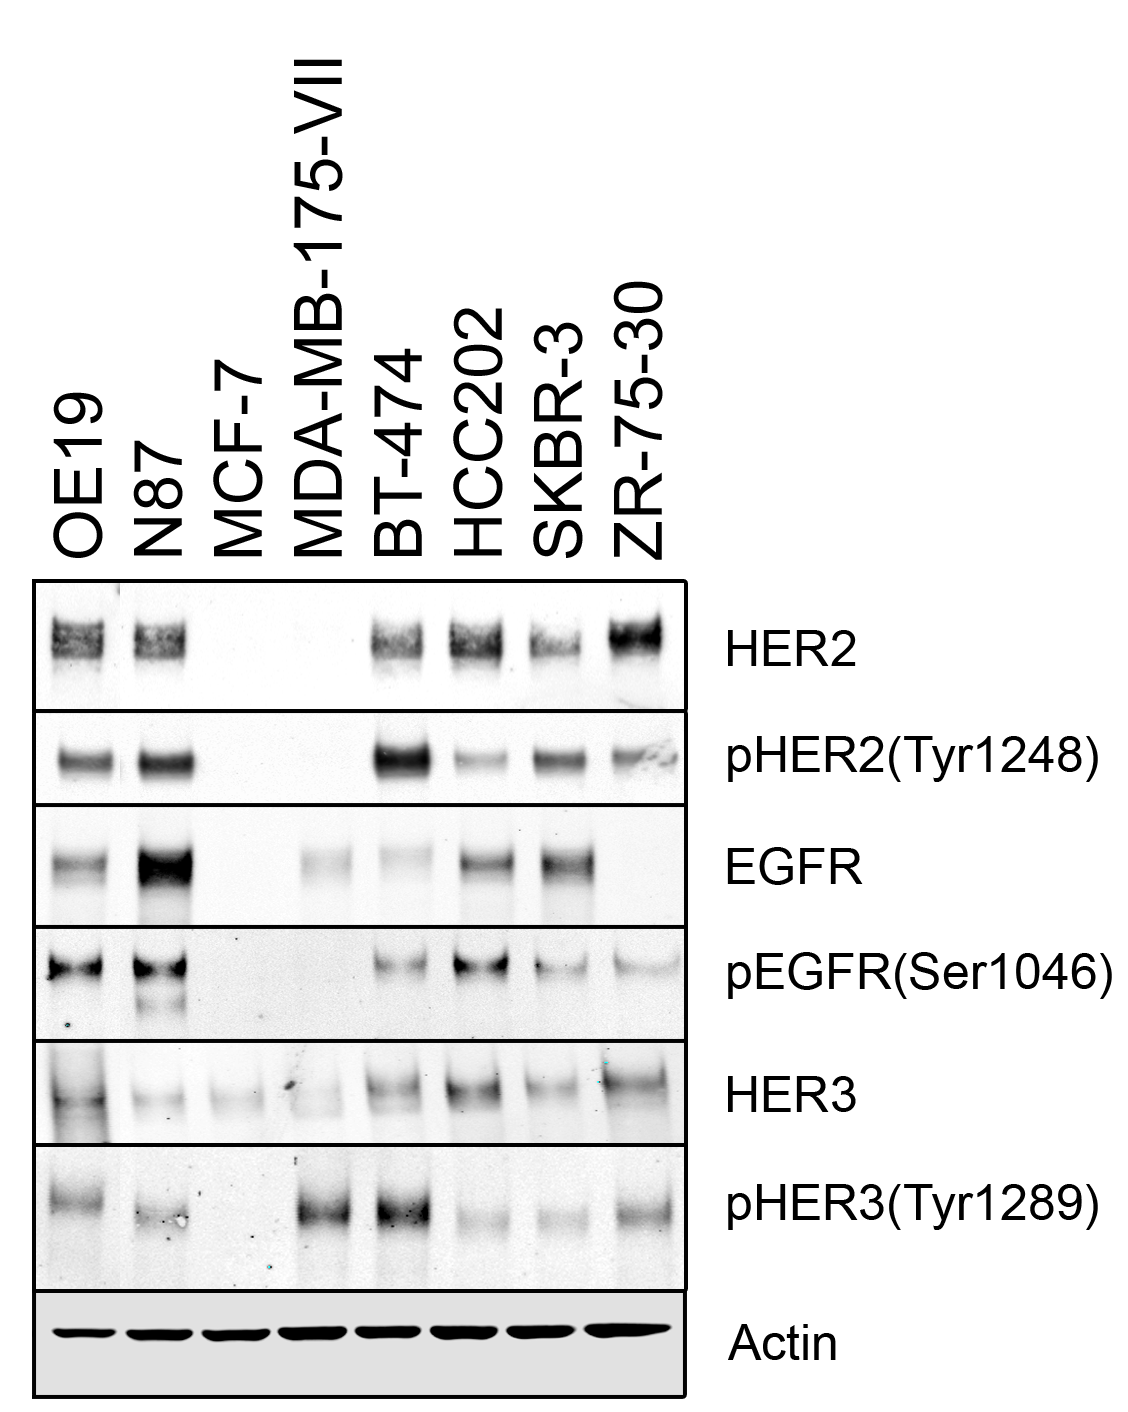 OE19
N87
MCF-7
MDA-MB-175-VII
BT-474
HCC202
SKBR-3
ZR-75-30
HER2
pHER2(Tyr1248)
EGFR
pEGFR(Ser1046)
HER3
pHER3(Tyr1289)
Actin